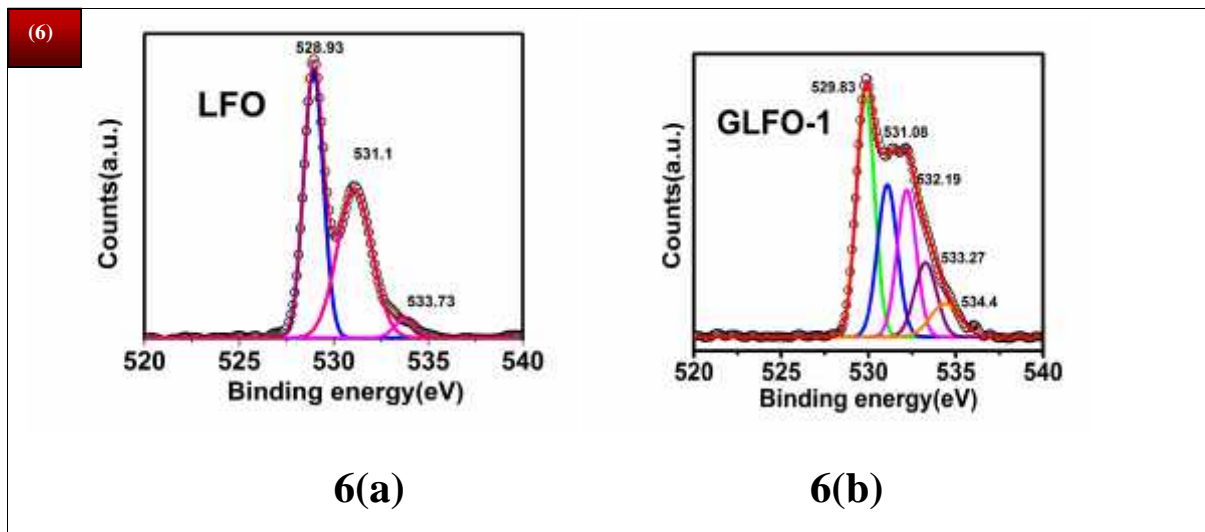 (6)
528.93
LFO
531.1
533.73
Counts(a.u.)
520 525 530 535 540
Binding energy(eV)
529.83
GLFO-1
531.08
532.19
533.27
534.4
Counts(a.u.)
520 525 530 535 540
Binding energy(eV)
6(a)
6(b)